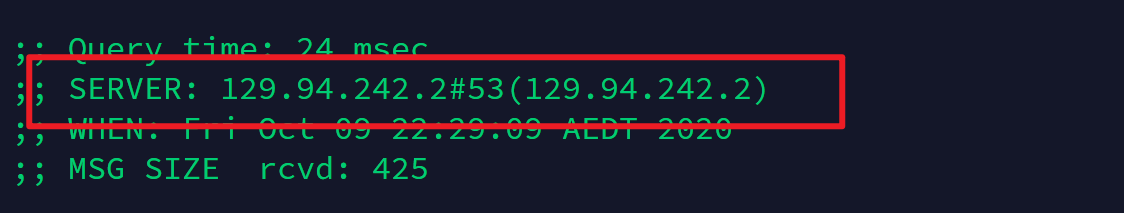 ;; Query time: 24 msec
;; SERVER: 129.94.242.2#53(129.94.242.2)
;; WHEN: Fri Oct 09 22:29:09 AEDT 2020
;; MSG SIZE  rcvd: 425